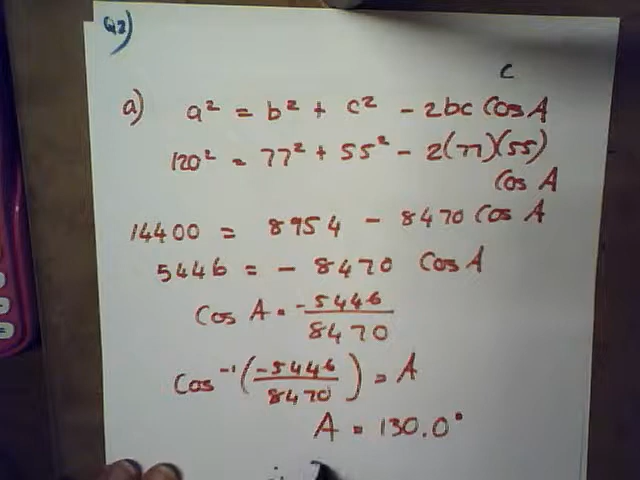 Q2)
C
a) a² = b² + c² - 2bc Cos A
120² = 77² + 55² - 2(77)(55)
Cos A
14400 = 8954 - 8470 Cos A
5446 = - 8470 Cos A
Cos A = -5446/8470
Cos⁻¹(-5446/8470) = A
A = 130.0°